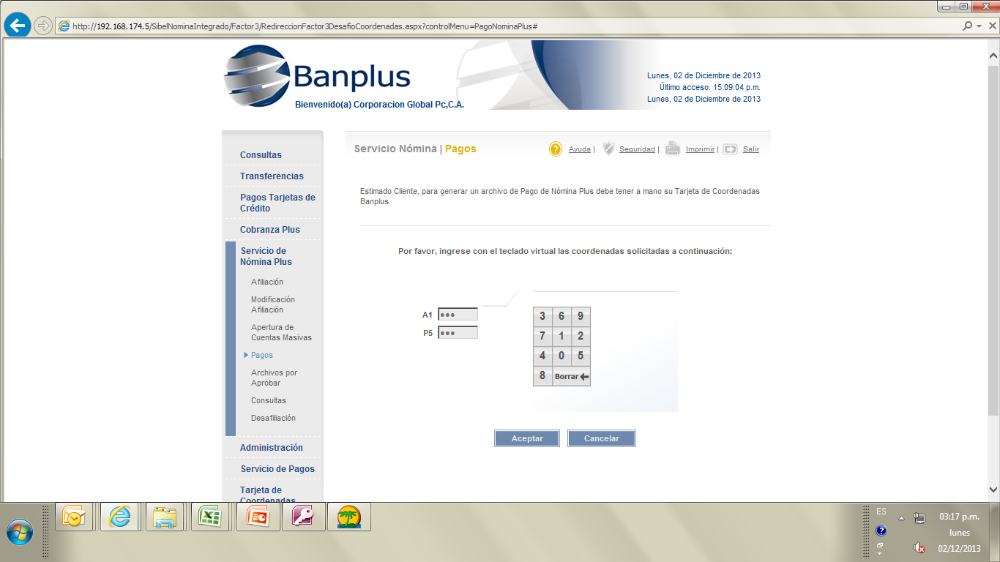 http://192.168.174.5/SibelNominaIntegrado/Factor3/RedireccionFactor3DesafioCoordenadas.aspx?controlMenu=PagoNominaPlus#
Banplus
Bienvenido(a) Corporacion Global Pc,C.A.
Lunes, 02 de Diciembre de 2013
Último acceso: 15:09:04 p.m.
Lunes, 02 de Diciembre de 2013
Consultas
Transferencias
Pagos Tarjetas de
Crédito
Cobranza Plus
Servicio de
Nómina Plus
Afiliación
Modificación
Afiliación
Apertura de
Cuentas Masivas
Pagos
Archivos por
Aprobar
Consultas
Desafiliación
Administración
Servicio de Pagos
Tarjeta de
Coordenadas
Servicio Nómina | Pagos
Ayuda |
Seguridad |
Imprimir |
Salir
Estimado Cliente, para generar un archivo de Pago de Nómina Plus debe tener a mano su Tarjeta de Coordenadas
Banplus.
Por favor, ingrese con el teclado virtual las coordenadas solicitadas a continuación:
A1 •••
P5 •••
3 6 9
7 1 2
4 0 5
8 Borrar
Aceptar
Cancelar
ES
03:17 p.m.
lunes
02/12/2013